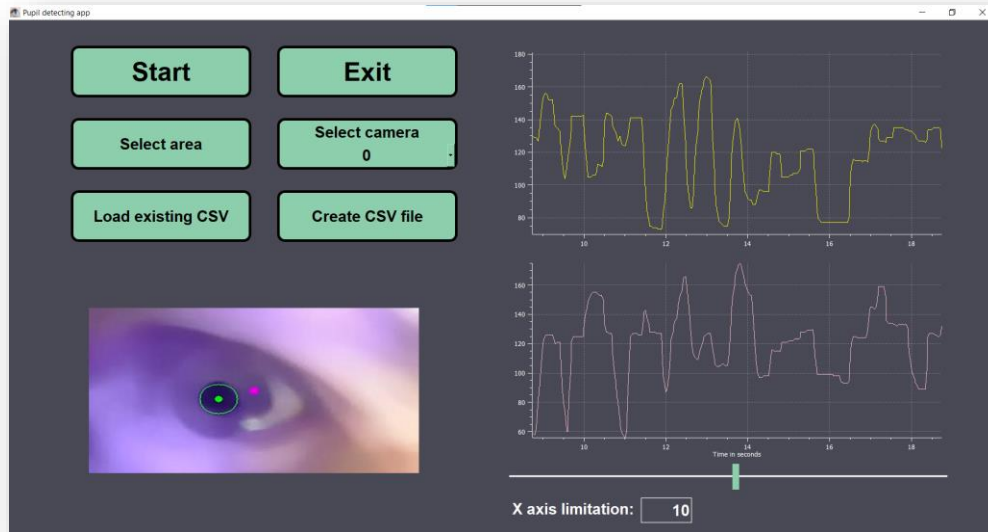 Pupil detecting app
Start
Exit
Select area
Select camera
0
Load existing CSV
Create CSV file
180
160
140
120
100
80
10
12
14
16
18
160
140
120
100
80
60
10
12
14
16
18
Time in seconds
X axis limitation:
10